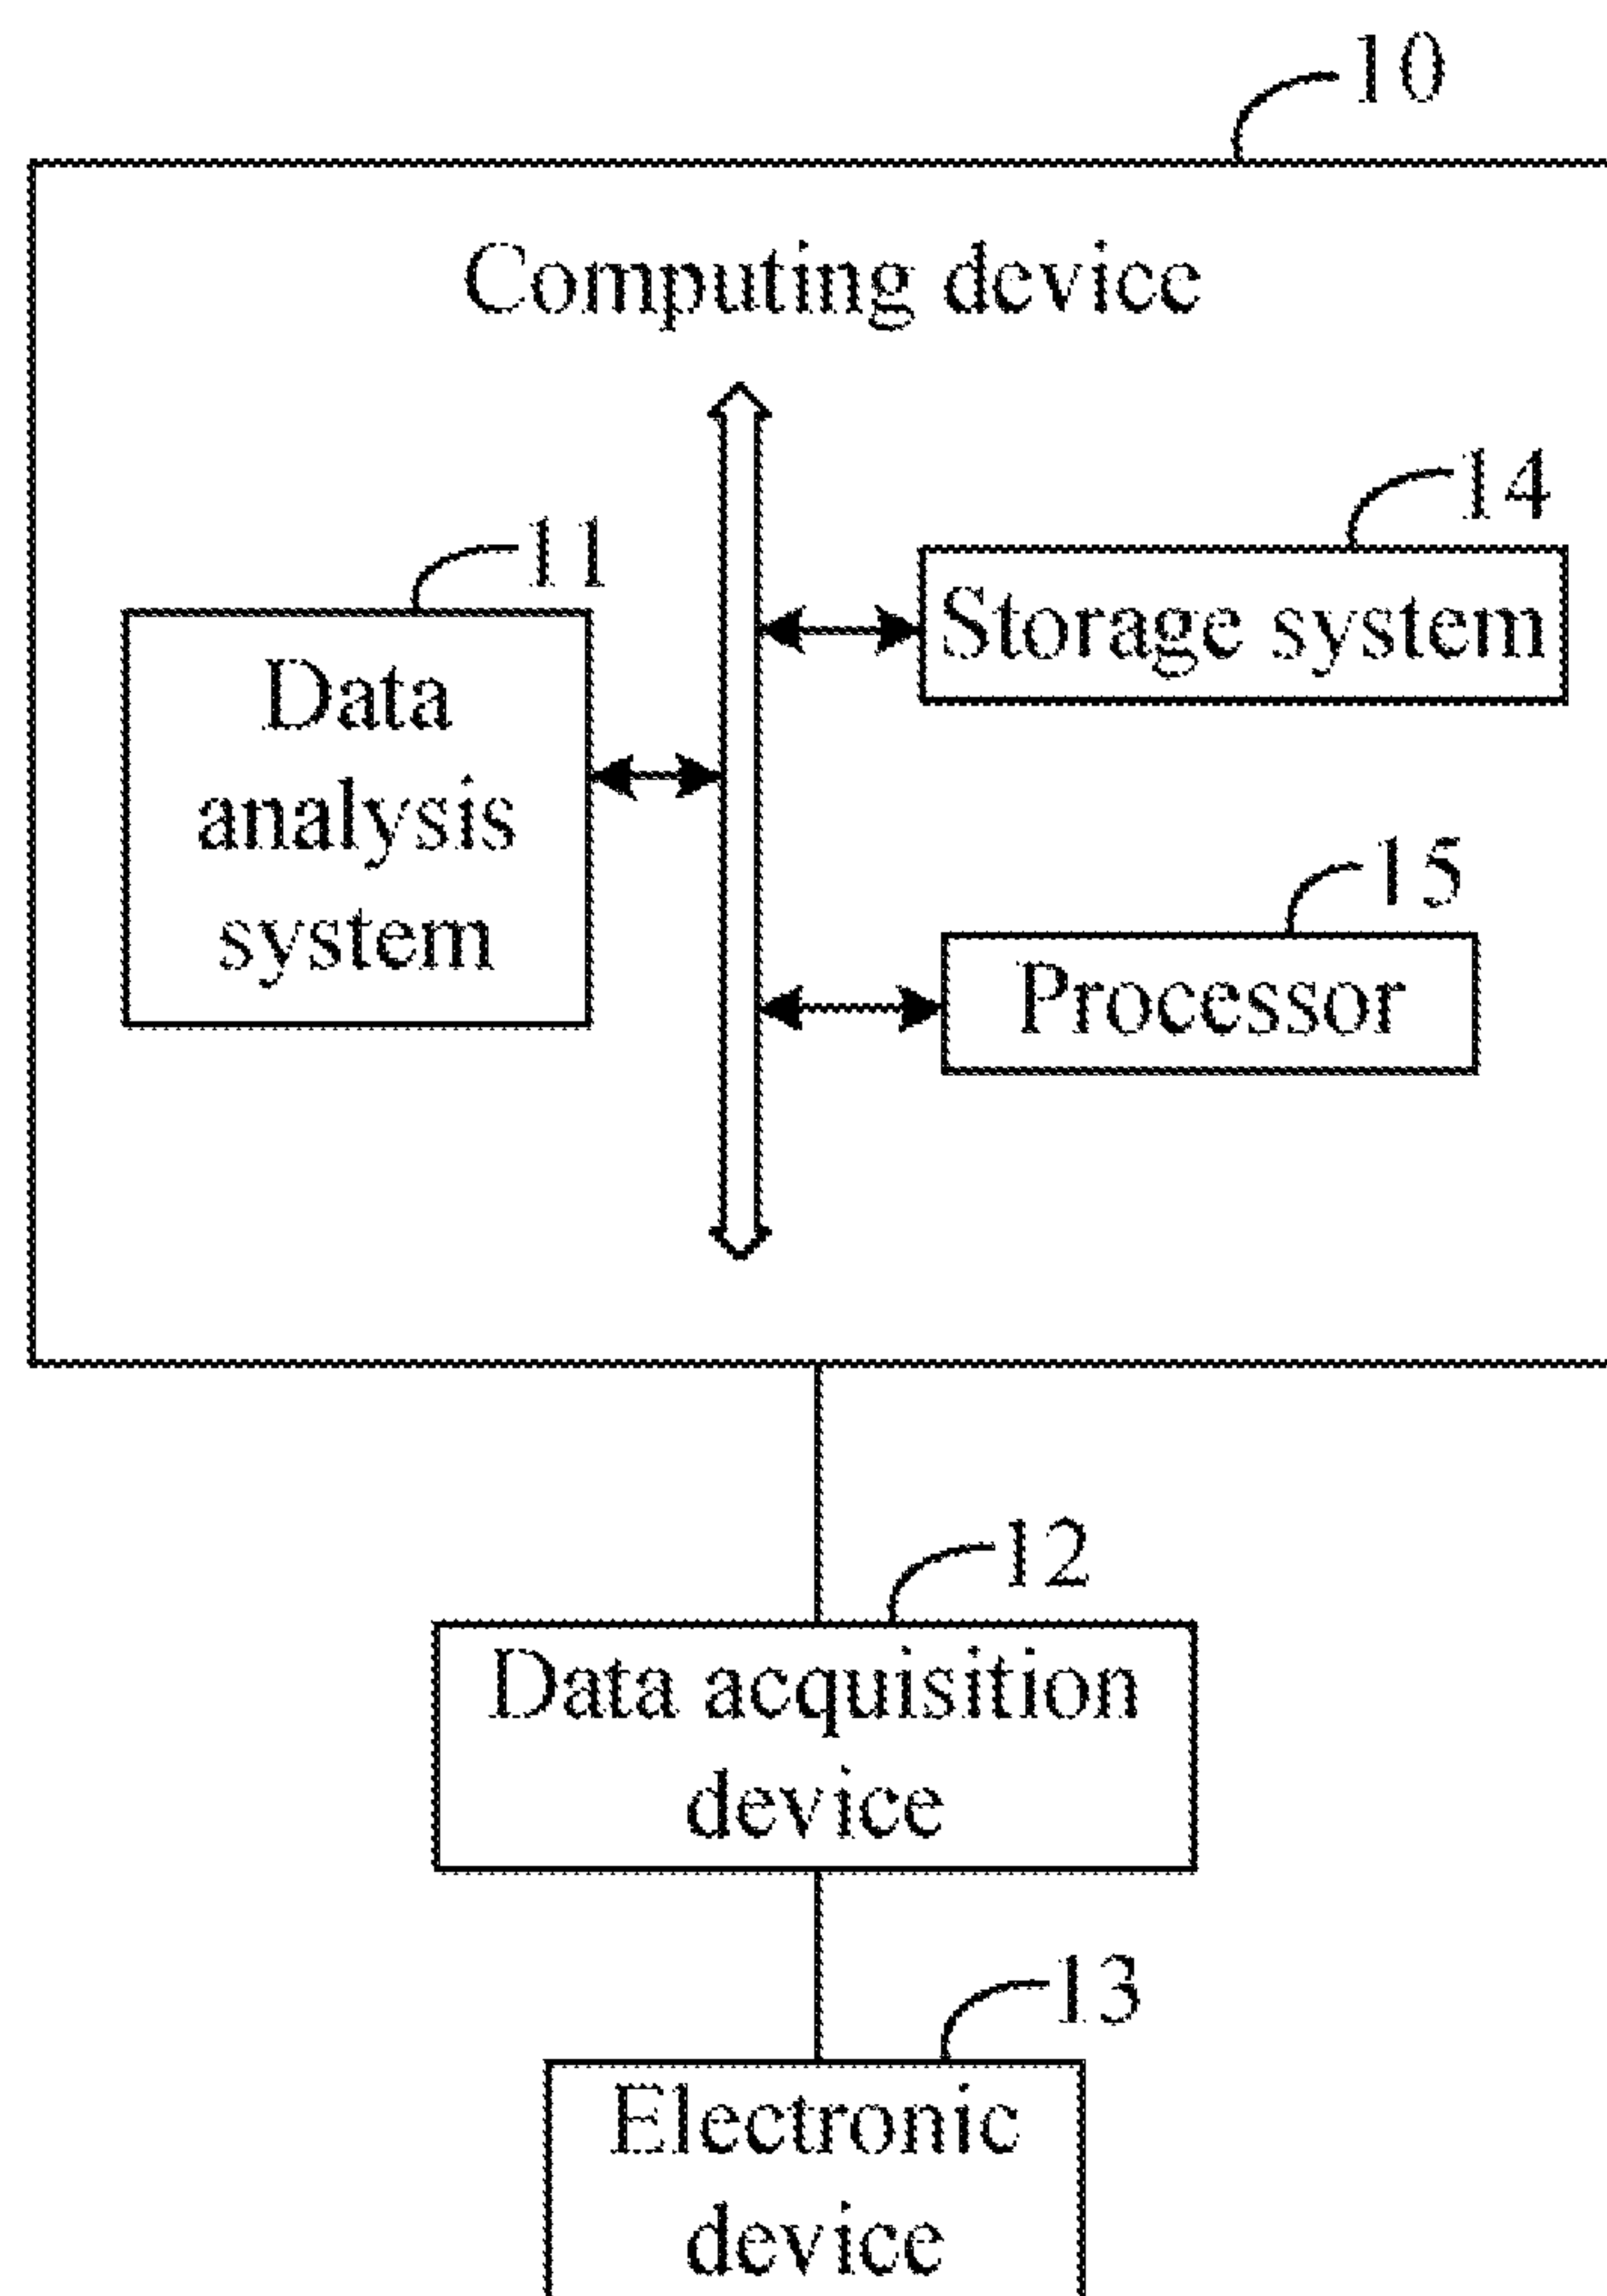 10
Computing device
14
11
Storage system
Data
analysis
system
15
Processor
12
Data acquisition
device
13
Electronic
device